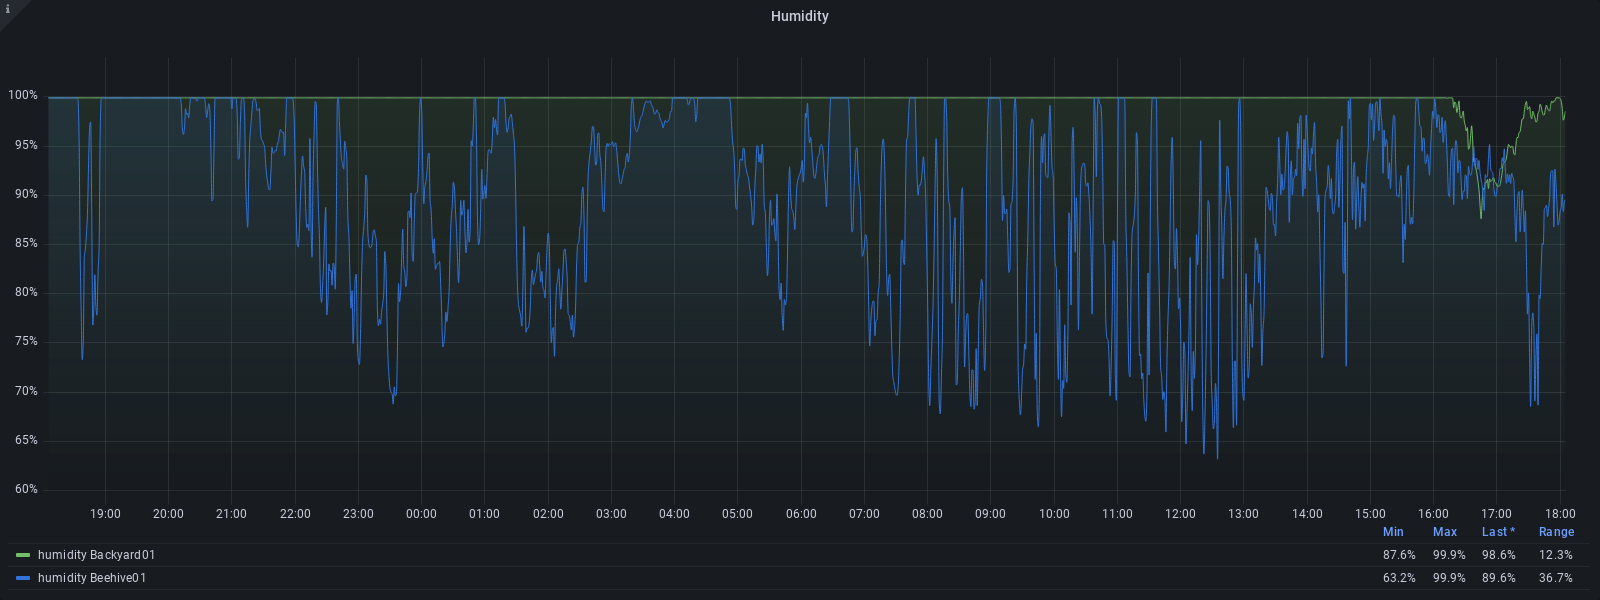 i
Humidity
100%
95%
90%
85%
80%
75%
70%
65%
60%
19:00 20:00 21:00 22:00 23:00 00:00 01:00 02:00 03:00 04:00 05:00 06:00 07:00 08:00 09:00 10:00 11:00 12:00 13:00 14:00 15:00 16:00 17:00 18:00
Min Max Last * Range
humidity Backyard01 87.6% 99.9% 98.6% 12.3%
humidity Beehive01 63.2% 99.9% 89.6% 36.7%